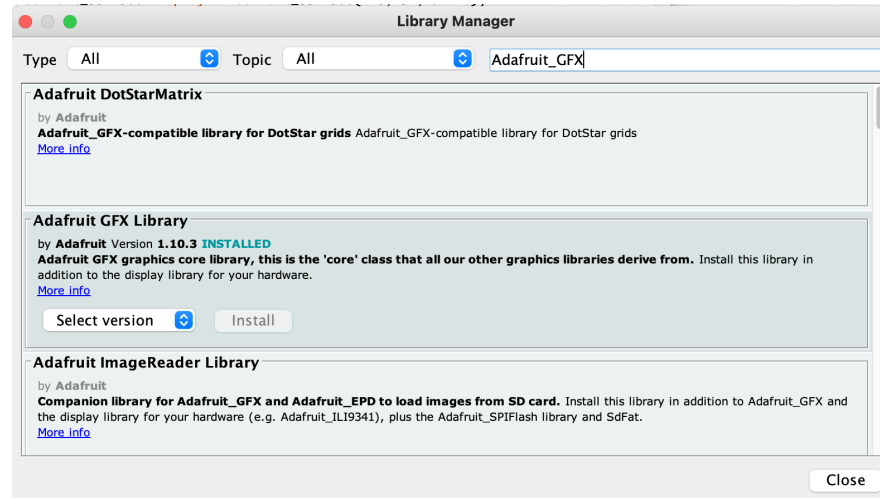 Library Manager
Type All Topic All Adafruit_GFX
Adafruit DotStarMatrix
by Adafruit
Adafruit_GFX-compatible library for DotStar grids Adafruit_GFX-compatible library for DotStar grids
More info
Adafruit GFX Library
by Adafruit Version 1.10.3 INSTALLED
Adafruit GFX graphics core library, this is the 'core' class that all our other graphics libraries derive from. Install this library in
addition to the display library for your hardware.
More info
Select version Install
Adafruit ImageReader Library
by Adafruit
Companion library for Adafruit_GFX and Adafruit_EPD to load images from SD card. Install this library in addition to Adafruit_GFX and
the display library for your hardware (e.g. Adafruit_ILI9341), plus the Adafruit_SPIFlash library and SdFat.
More info
Close